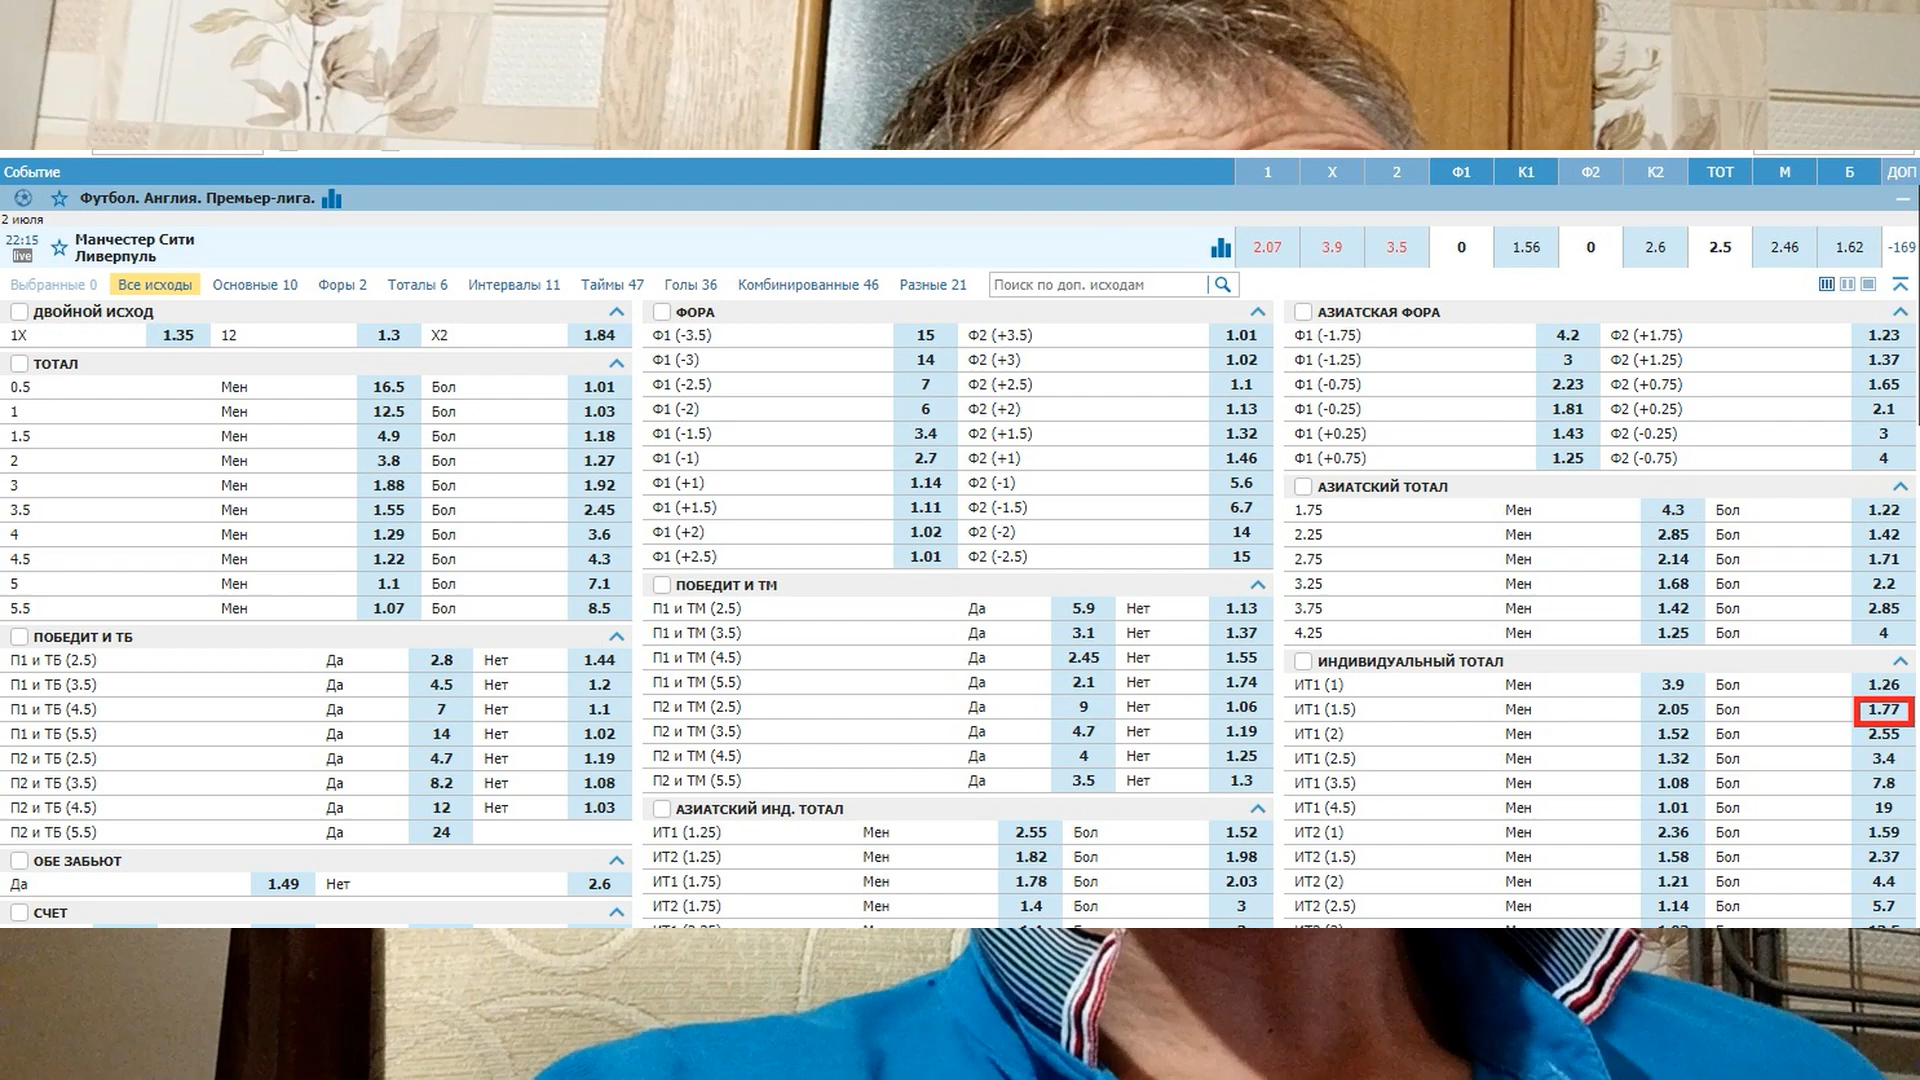 Событие 1 X 2 Ф1 К1 Ф2 К2 ТОТ М Б ДОП
Футбол. Англия. Премьер-лига.
2 июля
22:15 Манчестер Сити
live Ливерпуль
2.07 3.9 3.5 0 1.56 0 2.6 2.5 2.46 1.62 -169
Выбранные 0 Все исходы Основные 10 Форы 2 Тоталы 6 Интервалы 11 Таймы 47 Голы 36 Комбинированные 46 Разные 21 Поиск по доп. исходам
ДВОЙНОЙ ИСХОД
1X 1.35 12 1.3 X2 1.84
ТОТАЛ
0.5 Мен 16.5 Бол 1.01
1 Мен 12.5 Бол 1.03
1.5 Мен 4.9 Бол 1.18
2 Мен 3.8 Бол 1.27
3 Мен 1.88 Бол 1.92
3.5 Мен 1.55 Бол 2.45
4 Мен 1.29 Бол 3.6
4.5 Мен 1.22 Бол 4.3
5 Мен 1.1 Бол 7.1
5.5 Мен 1.07 Бол 8.5
ПОБЕДИТ И ТБ
П1 и ТБ (2.5) Да 2.8 Нет 1.44
П1 и ТБ (3.5) Да 4.5 Нет 1.2
П1 и ТБ (4.5) Да 7 Нет 1.1
П1 и ТБ (5.5) Да 14 Нет 1.02
П2 и ТБ (2.5) Да 4.7 Нет 1.19
П2 и ТБ (3.5) Да 8.2 Нет 1.08
П2 и ТБ (4.5) Да 12 Нет 1.03
П2 и ТБ (5.5) Да 24
ОБЕ ЗАБЬЮТ
Да 1.49 Нет 2.6
СЧЕТ
ФОРА
Ф1 (-3.5) 15 Ф2 (+3.5) 1.01
Ф1 (-3) 14 Ф2 (+3) 1.02
Ф1 (-2.5) 7 Ф2 (+2.5) 1.1
Ф1 (-2) 6 Ф2 (+2) 1.13
Ф1 (-1.5) 3.4 Ф2 (+1.5) 1.32
Ф1 (-1) 2.7 Ф2 (+1) 1.46
Ф1 (+1) 1.14 Ф2 (-1) 5.6
Ф1 (+1.5) 1.11 Ф2 (-1.5) 6.7
Ф1 (+2) 1.02 Ф2 (-2) 14
Ф1 (+2.5) 1.01 Ф2 (-2.5) 15
ПОБЕДИТ И ТМ
П1 и ТМ (2.5) Да 5.9 Нет 1.13
П1 и ТМ (3.5) Да 3.1 Нет 1.37
П1 и ТМ (4.5) Да 2.45 Нет 1.55
П1 и ТМ (5.5) Да 2.1 Нет 1.74
П2 и ТМ (2.5) Да 9 Нет 1.06
П2 и ТМ (3.5) Да 4.7 Нет 1.19
П2 и ТМ (4.5) Да 4 Нет 1.25
П2 и ТМ (5.5) Да 3.5 Нет 1.3
АЗИАТСКИЙ ИНД. ТОТАЛ
ИТ1 (1.25) Мен 2.55 Бол 1.52
ИТ2 (1.25) Мен 1.82 Бол 1.98
ИТ1 (1.75) Мен 1.78 Бол 2.03
ИТ2 (1.75) Мен 1.4 Бол 3
АЗИАТСКАЯ ФОРА
Ф1 (-1.75) 4.2 Ф2 (+1.75) 1.23
Ф1 (-1.25) 3 Ф2 (+1.25) 1.37
Ф1 (-0.75) 2.23 Ф2 (+0.75) 1.65
Ф1 (-0.25) 1.81 Ф2 (+0.25) 2.1
Ф1 (+0.25) 1.43 Ф2 (-0.25) 3
Ф1 (+0.75) 1.25 Ф2 (-0.75) 4
АЗИАТСКИЙ ТОТАЛ
1.75 Мен 4.3 Бол 1.22
2.25 Мен 2.85 Бол 1.42
2.75 Мен 2.14 Бол 1.71
3.25 Мен 1.68 Бол 2.2
3.75 Мен 1.42 Бол 2.85
4.25 Мен 1.25 Бол 4
ИНДИВИДУАЛЬНЫЙ ТОТАЛ
ИТ1 (1) Мен 3.9 Бол 1.26
ИТ1 (1.5) Мен 2.05 Бол 1.77
ИТ1 (2) Мен 1.52 Бол 2.55
ИТ1 (2.5) Мен 1.32 Бол 3.4
ИТ1 (3.5) Мен 1.08 Бол 7.8
ИТ1 (4.5) Мен 1.01 Бол 19
ИТ2 (1) Мен 2.36 Бол 1.59
ИТ2 (1.5) Мен 1.58 Бол 2.37
ИТ2 (2) Мен 1.21 Бол 4.4
ИТ2 (2.5) Мен 1.14 Бол 5.7